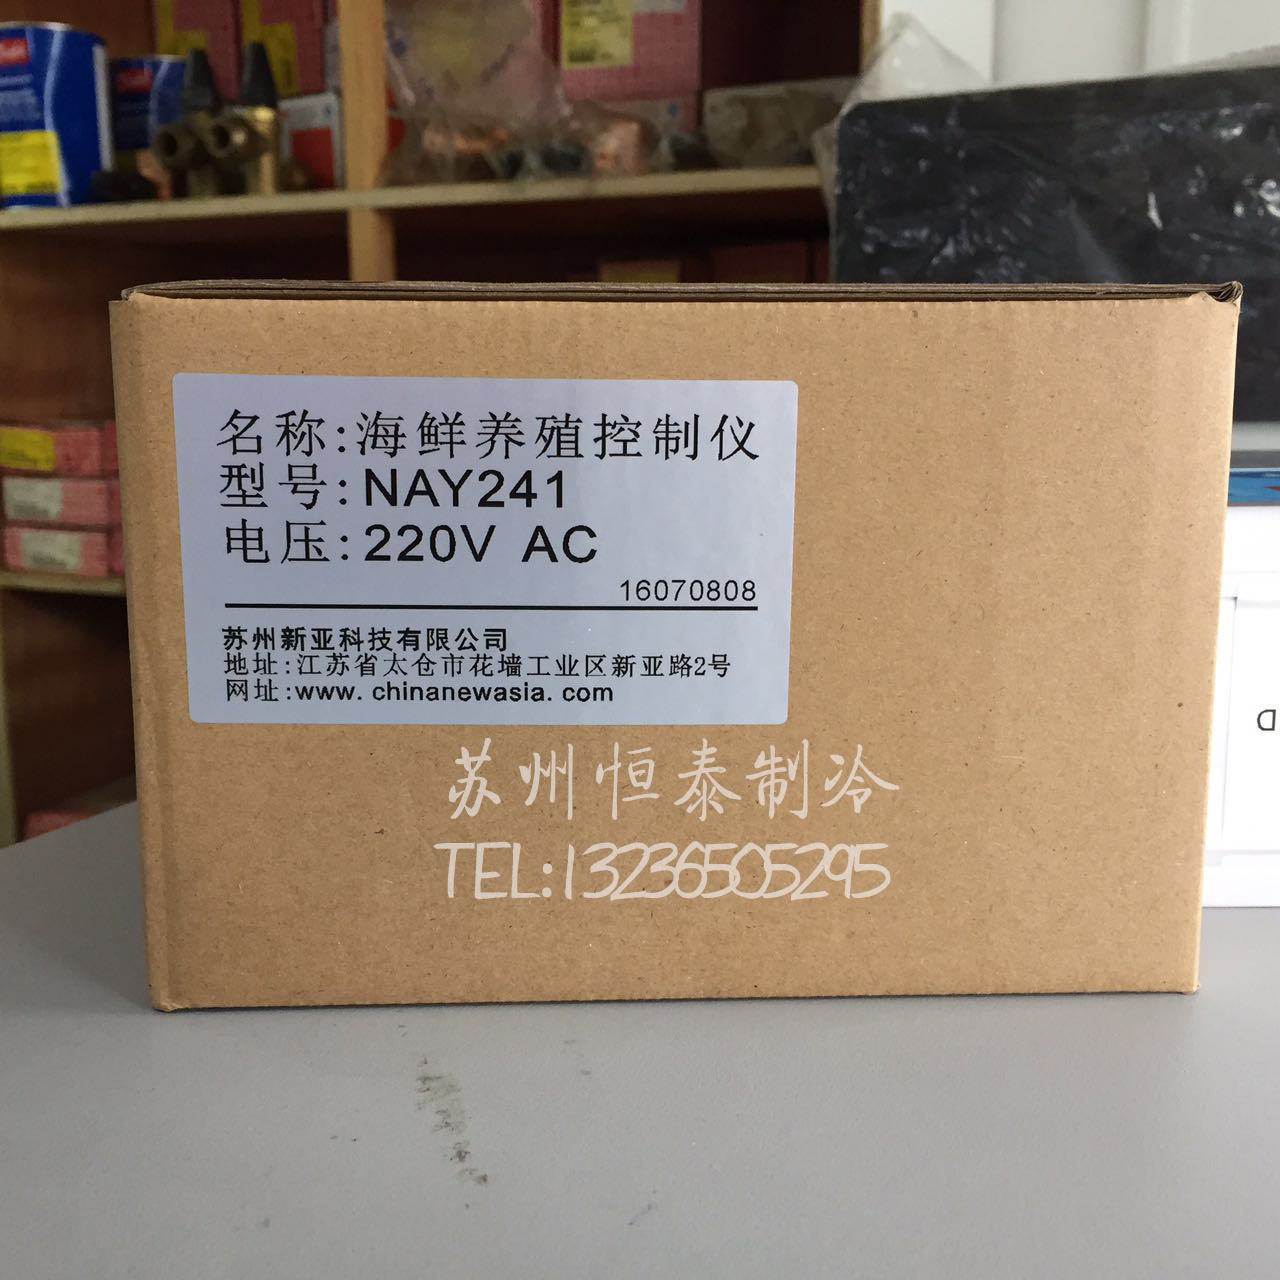 名称:海鲜养殖控制仪
型号:NAY241
电压:220V AC
16070808
苏州新亚科技有限公司
地址:江苏省太仓市花墙工业区新亚路2号
网址:www. chinanewasia. com
苏州恒泰制冷
TEL:13236505295